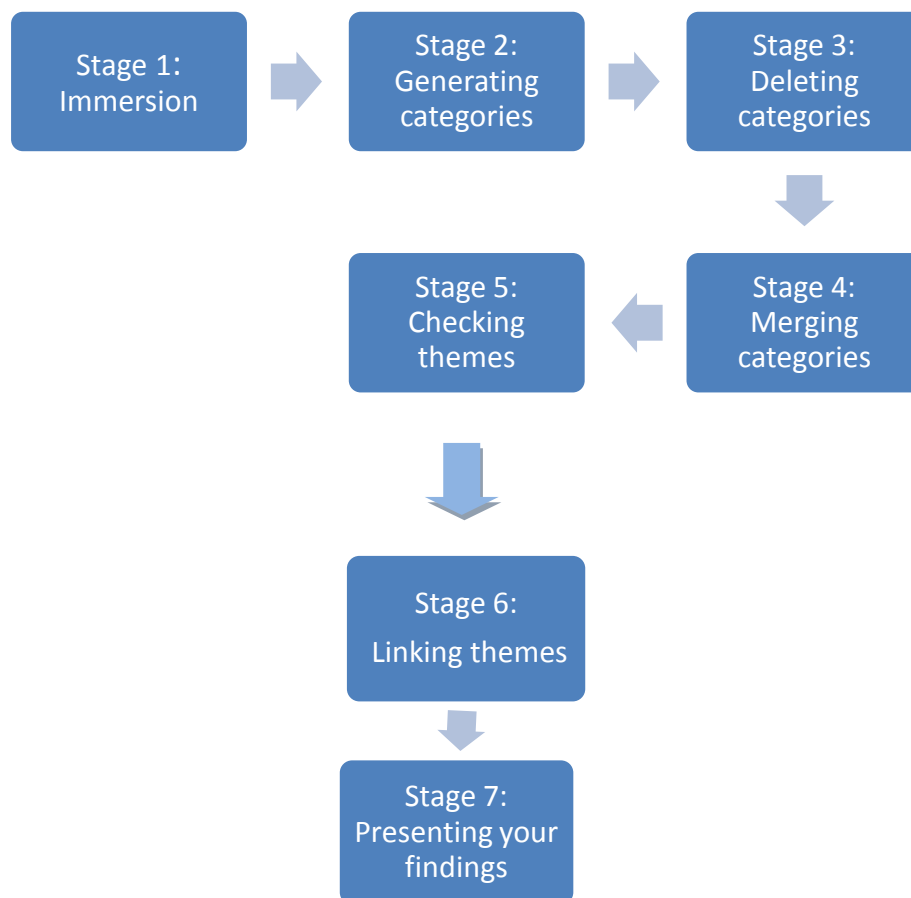 Stage 1:
Immersion
Stage 2:
Generating
categories
Stage 3:
Deleting
categories
Stage 4:
Merging
categories
Stage 5:
Checking
themes
Stage 6:
Linking themes
Stage 7:
Presenting your
findings